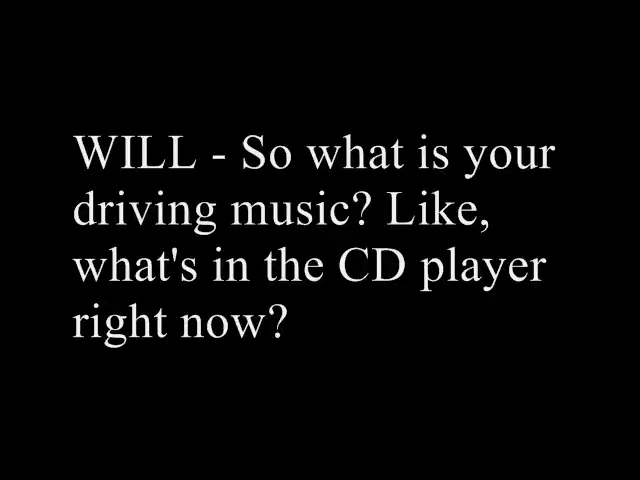 WILL - So what is your
driving music? Like,
what's in the CD player
right now?